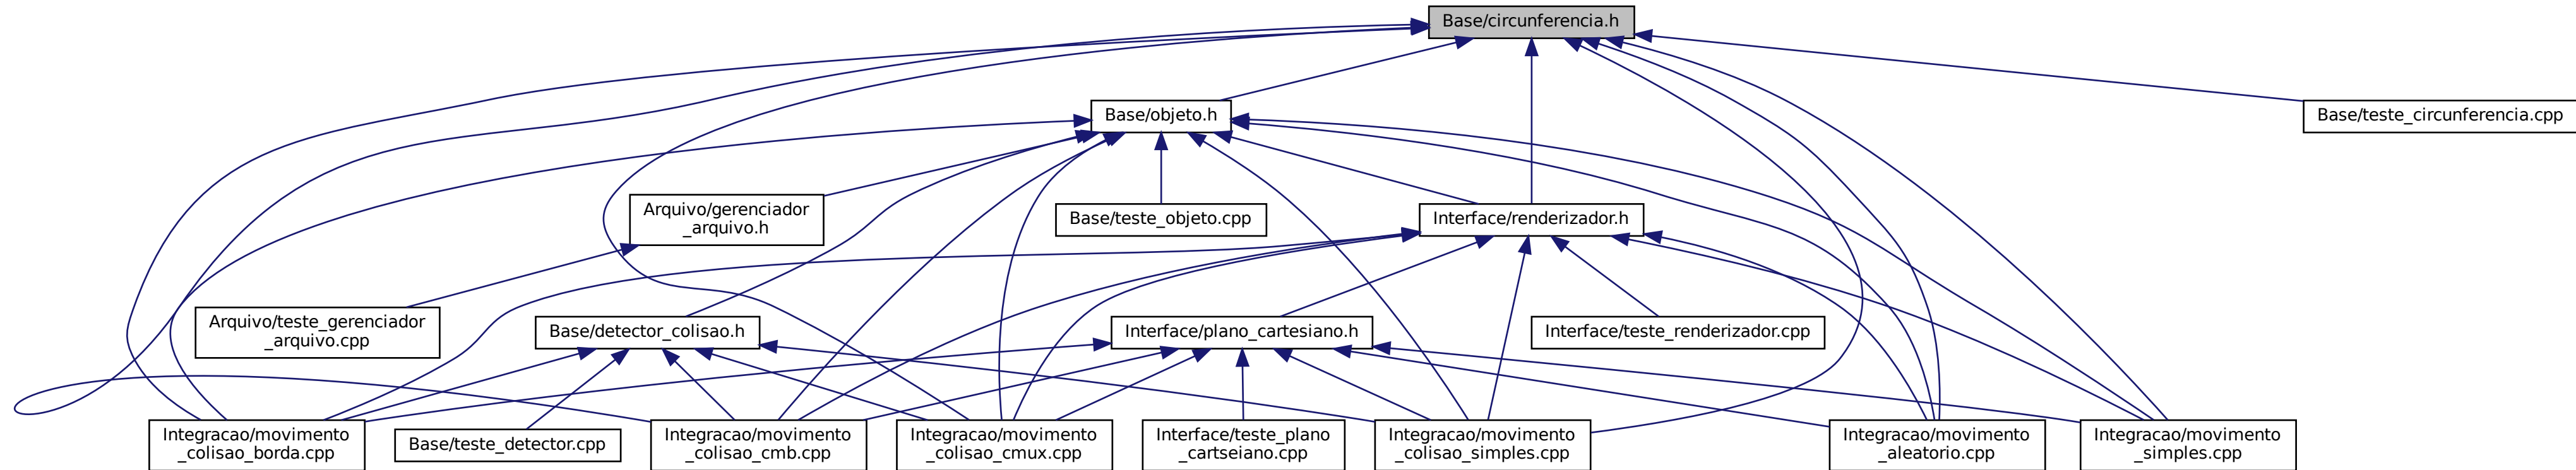 Base/circunferencia.h
Base/objeto.h
Base/teste_circunferencia.cpp
Arquivo/gerenciador
_arquivo.h
Base/teste_objeto.cpp
Interface/renderizador.h
Arquivo/teste_gerenciador
_arquivo.cpp
Base/detector_colisao.h
Interface/plano_cartesiano.h
Interface/teste_renderizador.cpp
Integracao/movimento
_colisao_borda.cpp
Base/teste_detector.cpp
Integracao/movimento
_colisao_cmb.cpp
Integracao/movimento
_colisao_cmux.cpp
Interface/teste_plano
_cartseiano.cpp
Integracao/movimento
_colisao_simples.cpp
Integracao/movimento
_aleatorio.cpp
Integracao/movimento
_simples.cpp